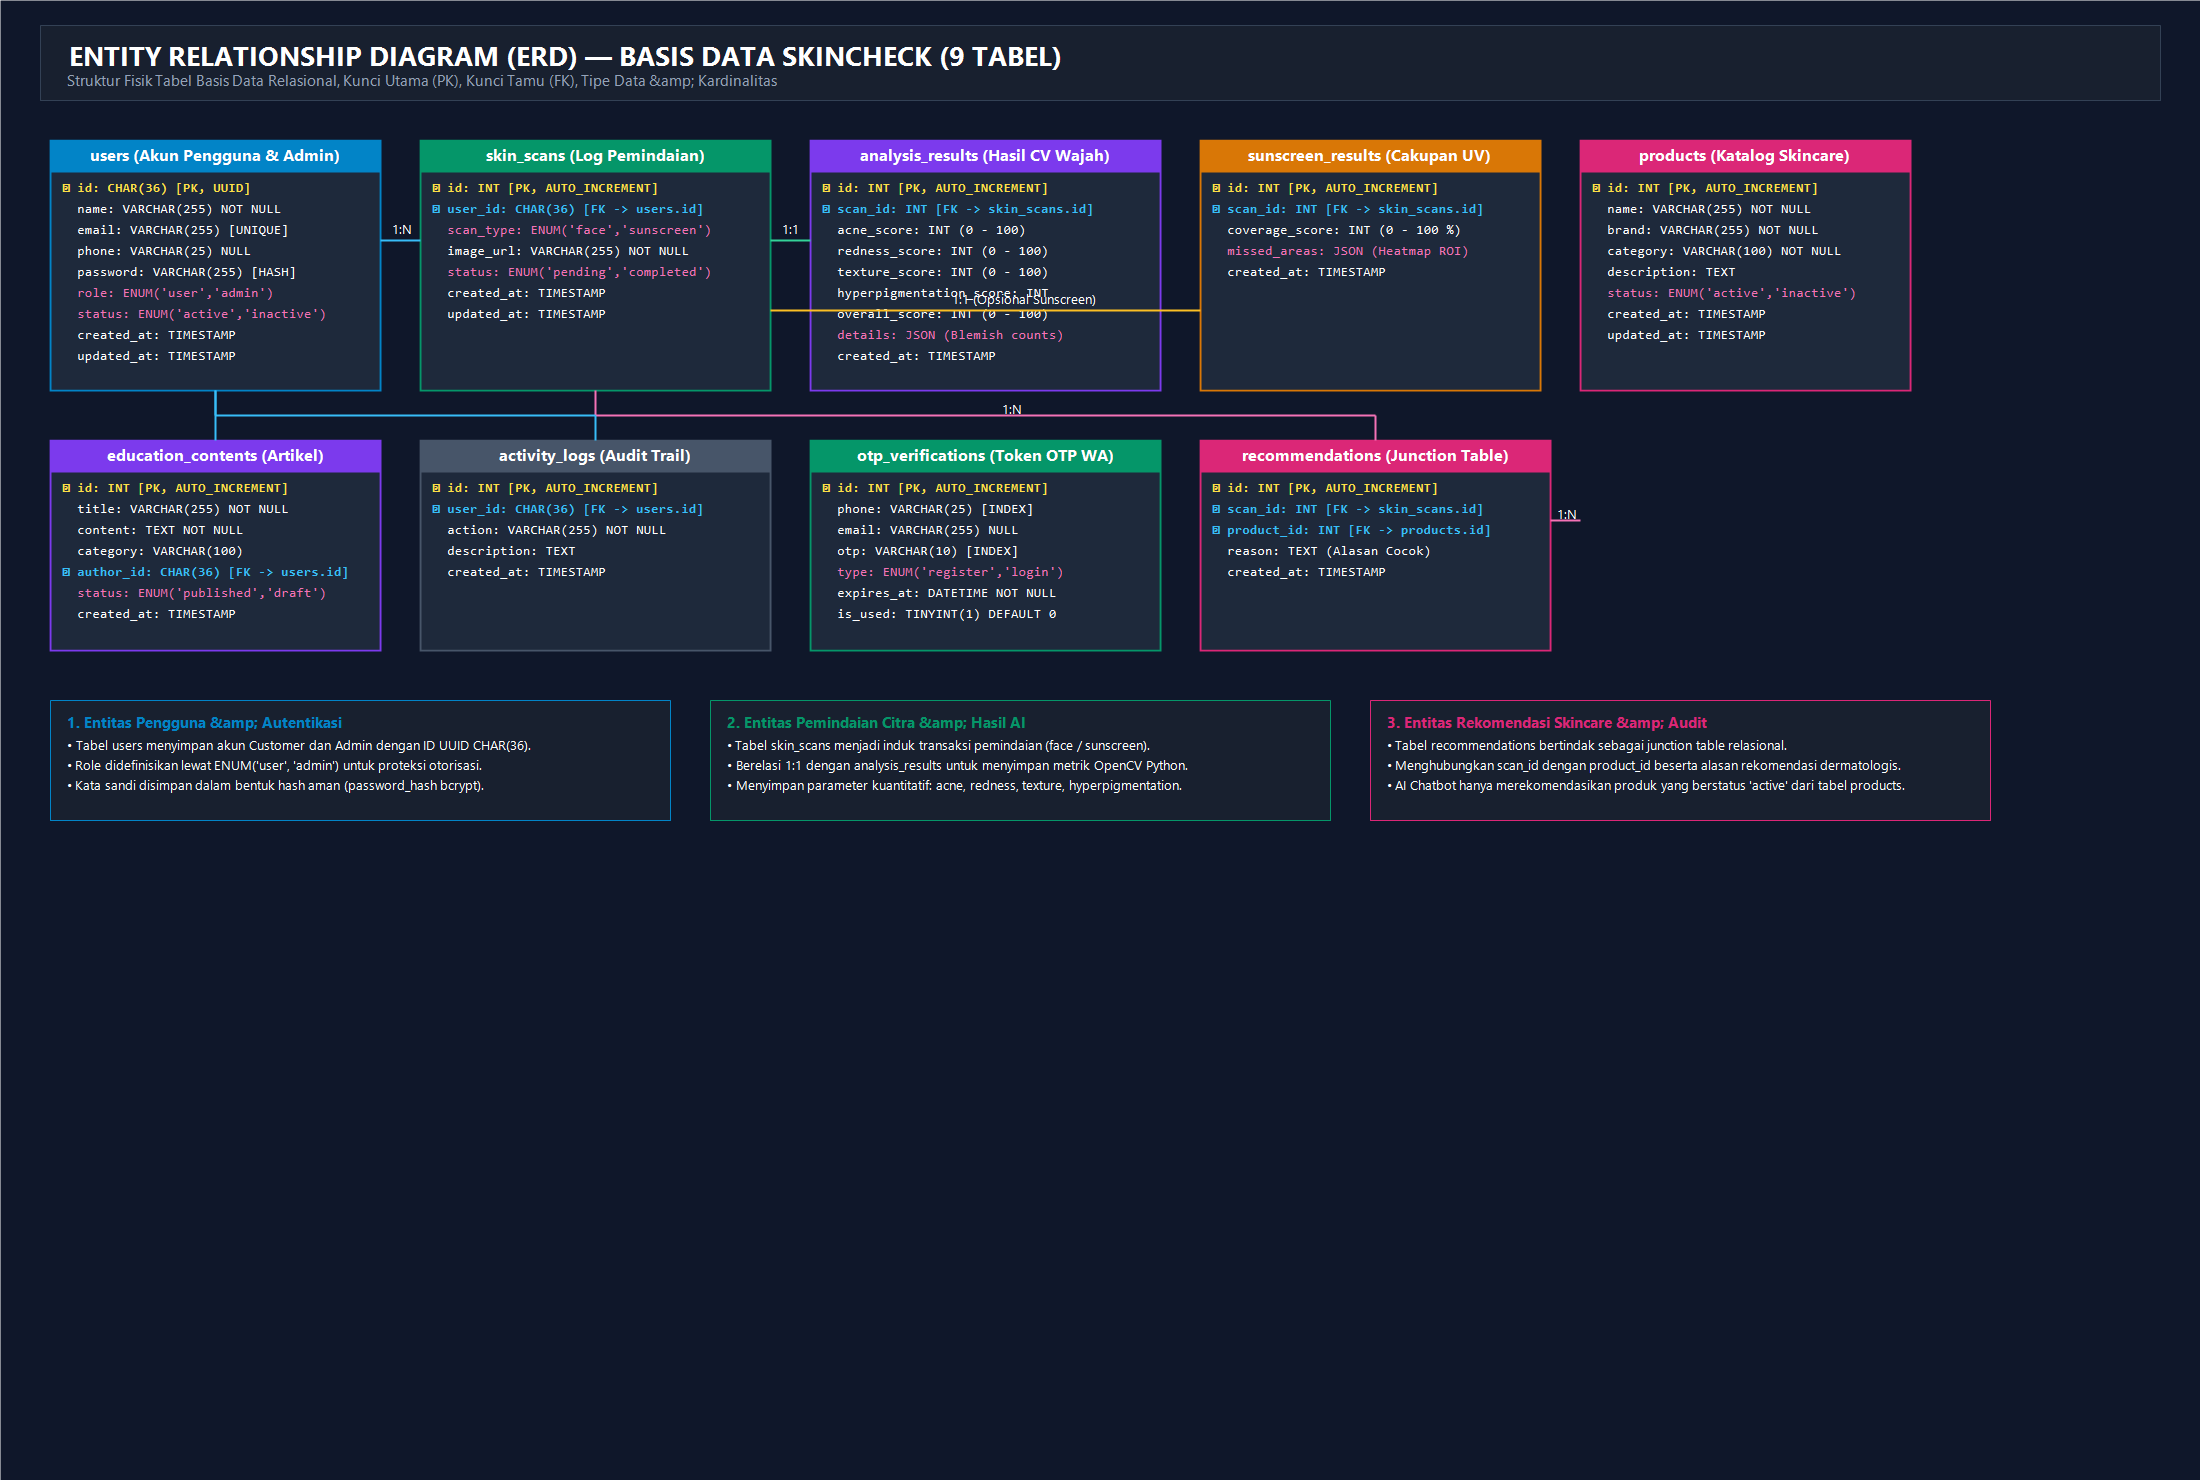 ENTITY RELATIONSHIP DIAGRAM (ERD) — BASIS DATA SKINCHECK (9 TABEL)
Struktur Fisik Tabel Basis Data Relasional, Kunci Utama (PK), Kunci Tamu (FK), Tipe Data &amp; Kardinalitas
users (Akun Pengguna & Admin)
id: CHAR(36) [PK, UUID]
name: VARCHAR(255) NOT NULL
email: VARCHAR(255) [UNIQUE]
phone: VARCHAR(25) NULL
password: VARCHAR(255) [HASH]
role: ENUM('user','admin')
status: ENUM('active','inactive')
created_at: TIMESTAMP
updated_at: TIMESTAMP
1:N
skin_scans (Log Pemindaian)
id: INT [PK, AUTO_INCREMENT]
user_id: CHAR(36) [FK -> users.id]
scan_type: ENUM('face','sunscreen')
image_url: VARCHAR(255) NOT NULL
status: ENUM('pending','completed')
created_at: TIMESTAMP
updated_at: TIMESTAMP
1:1
analysis_results (Hasil CV Wajah)
id: INT [PK, AUTO_INCREMENT]
scan_id: INT [FK -> skin_scans.id]
acne_score: INT (0 - 100)
redness_score: INT (0 - 100)
texture_score: INT (0 - 100)
hyperpigmentation_score: INT
1:1 (Opsional Sunscreen)
overall_score: INT (0 - 100)
details: JSON (Blemish counts)
created_at: TIMESTAMP
sunscreen_results (Cakupan UV)
id: INT [PK, AUTO_INCREMENT]
scan_id: INT [FK -> skin_scans.id]
coverage_score: INT (0 - 100 %)
missed_areas: JSON (Heatmap ROI)
created_at: TIMESTAMP
products (Katalog Skincare)
id: INT [PK, AUTO_INCREMENT]
name: VARCHAR(255) NOT NULL
brand: VARCHAR(255) NOT NULL
category: VARCHAR(100) NOT NULL
description: TEXT
status: ENUM('active','inactive')
created_at: TIMESTAMP
updated_at: TIMESTAMP
1:N
education_contents (Artikel)
id: INT [PK, AUTO_INCREMENT]
title: VARCHAR(255) NOT NULL
content: TEXT NOT NULL
category: VARCHAR(100)
author_id: CHAR(36) [FK -> users.id]
status: ENUM('published','draft')
created_at: TIMESTAMP
activity_logs (Audit Trail)
id: INT [PK, AUTO_INCREMENT]
user_id: CHAR(36) [FK -> users.id]
action: VARCHAR(255) NOT NULL
description: TEXT
created_at: TIMESTAMP
otp_verifications (Token OTP WA)
id: INT [PK, AUTO_INCREMENT]
phone: VARCHAR(25) [INDEX]
email: VARCHAR(255) NULL
otp: VARCHAR(10) [INDEX]
type: ENUM('register','login')
expires_at: DATETIME NOT NULL
is_used: TINYINT(1) DEFAULT 0
recommendations (Junction Table)
id: INT [PK, AUTO_INCREMENT]
scan_id: INT [FK -> skin_scans.id]
product_id: INT [FK -> products.id]
reason: TEXT (Alasan Cocok)
created_at: TIMESTAMP
1:N
1. Entitas Pengguna &amp; Autentikasi
• Tabel users menyimpan akun Customer dan Admin dengan ID UUID CHAR(36).
• Role didefinisikan lewat ENUM('user', 'admin') untuk proteksi otorisasi.
• Kata sandi disimpan dalam bentuk hash aman (password_hash bcrypt).
2. Entitas Pemindaian Citra &amp; Hasil AI
• Tabel skin_scans menjadi induk transaksi pemindaian (face / sunscreen).
• Berelasi 1:1 dengan analysis_results untuk menyimpan metrik OpenCV Python.
• Menyimpan parameter kuantitatif: acne, redness, texture, hyperpigmentation.
3. Entitas Rekomendasi Skincare &amp; Audit
• Tabel recommendations bertindak sebagai junction table relasional.
• Menghubungkan scan_id dengan product_id beserta alasan rekomendasi dermatologis.
• AI Chatbot hanya merekomendasikan produk yang berstatus 'active' dari tabel products.